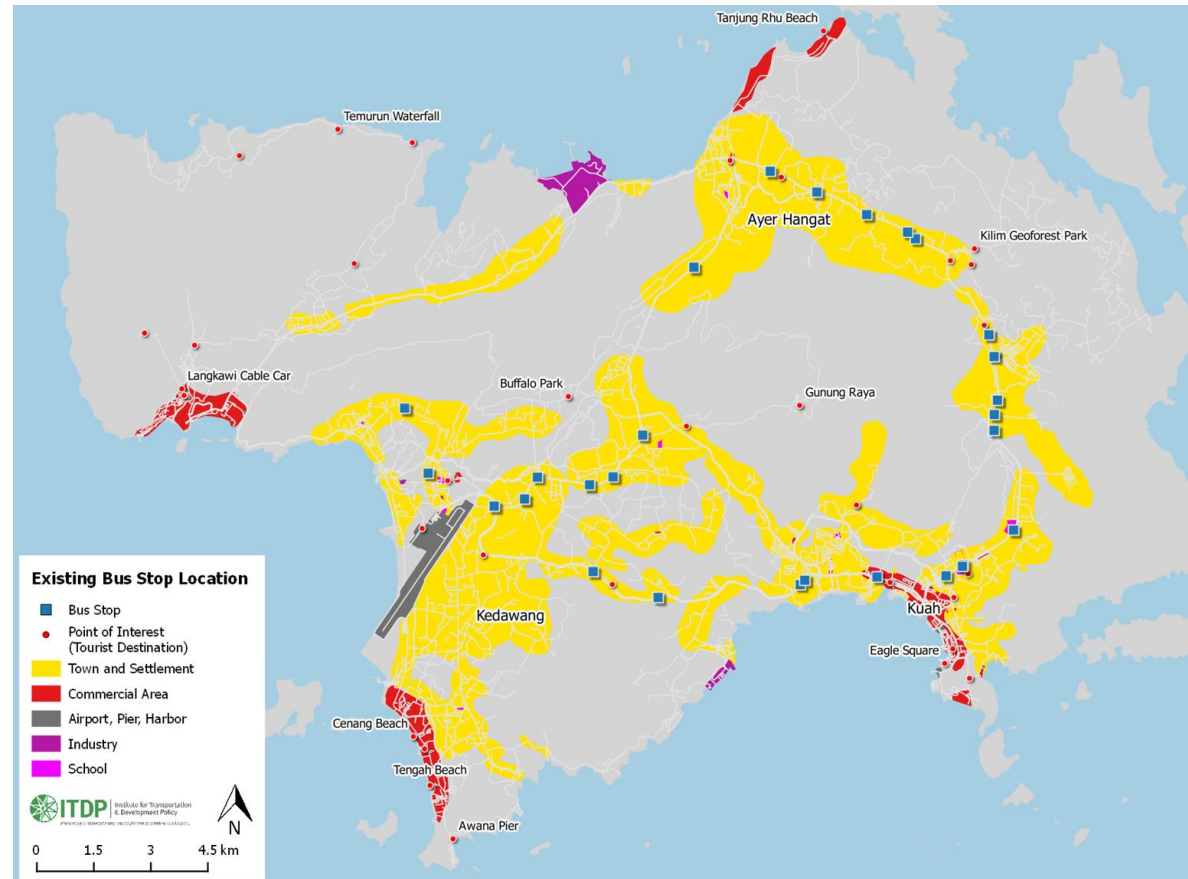 Tanjung Rhu Beach
Temurun Waterfall
Ayer Hangat
Kilim Geoforest Park
Langkawi Cable Car
Buffalo Park
Gunung Raya
Kedawang
Kuah
Eagle Square
Cenang Beach
Tengah Beach
Awana Pier
Existing Bus Stop Location
Bus Stop
Point of Interest
(Tourist Destination)
Town and Settlement
Commercial Area
Airport, Pier, Harbor
Industry
School
ITDP
Institute for Transportation
& Development Policy
N
0 1.5 3 4.5 km